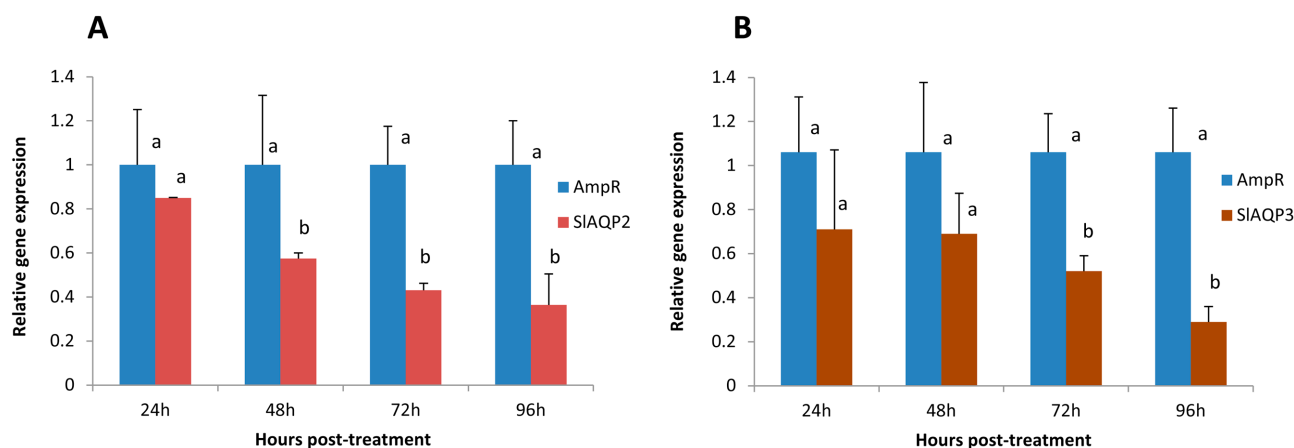 A
Relative gene expression
1.4
1.2
1
0.8
0.6
0.4
0.2
0
a
a
a
b
a
b
a
b
24h 48h 72h 96h
Hours post-treatment
AmpR
SlAQP2
B
Relative gene expression
1.4
1.2
1
0.8
0.6
0.4
0.2
0
a
a
a
a
a
b
a
b
24h 48h 72h 96h
Hours post-treatment
AmpR
SlAQP3